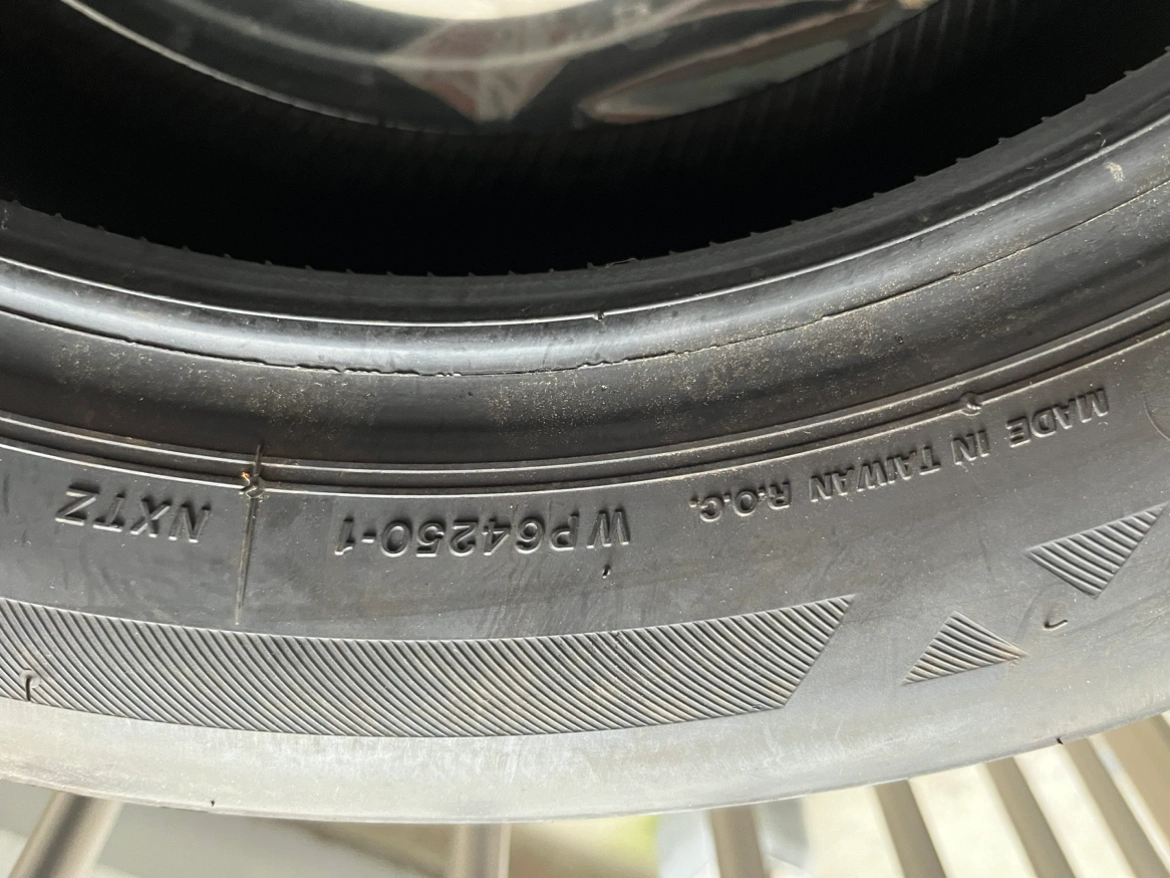 MADE IN TAIWAN R.O.C.
WP64250-1
NXTZ